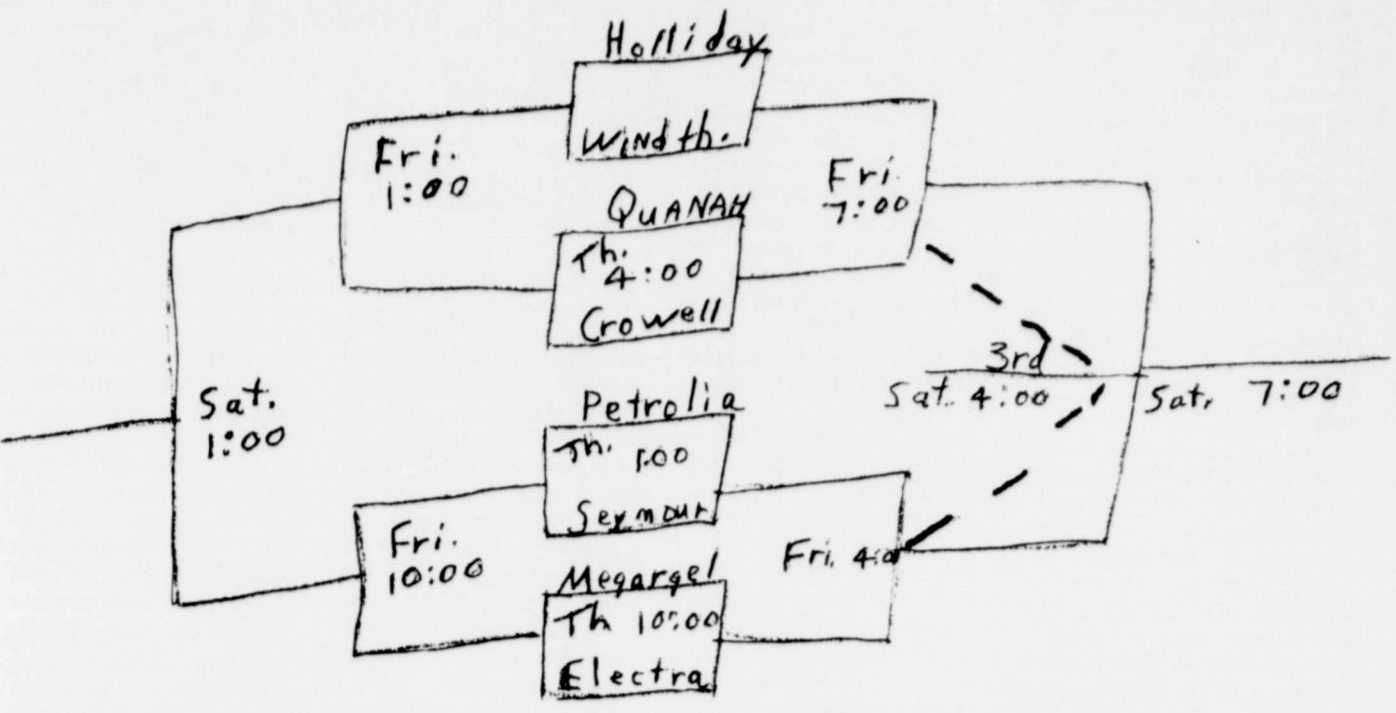 Holliday
Windth.
Fri.
1:00
Fri.
7:00
QUANAH
Th.
4:00
Crowell
3rd
Sat. 4:00
Sat. 7:00
Sat.
1:00
Petrolia
Th. 1:00
Seymour
Fri.
10:00
Fri. 4:0
Megargel
Th 10:00
Electra